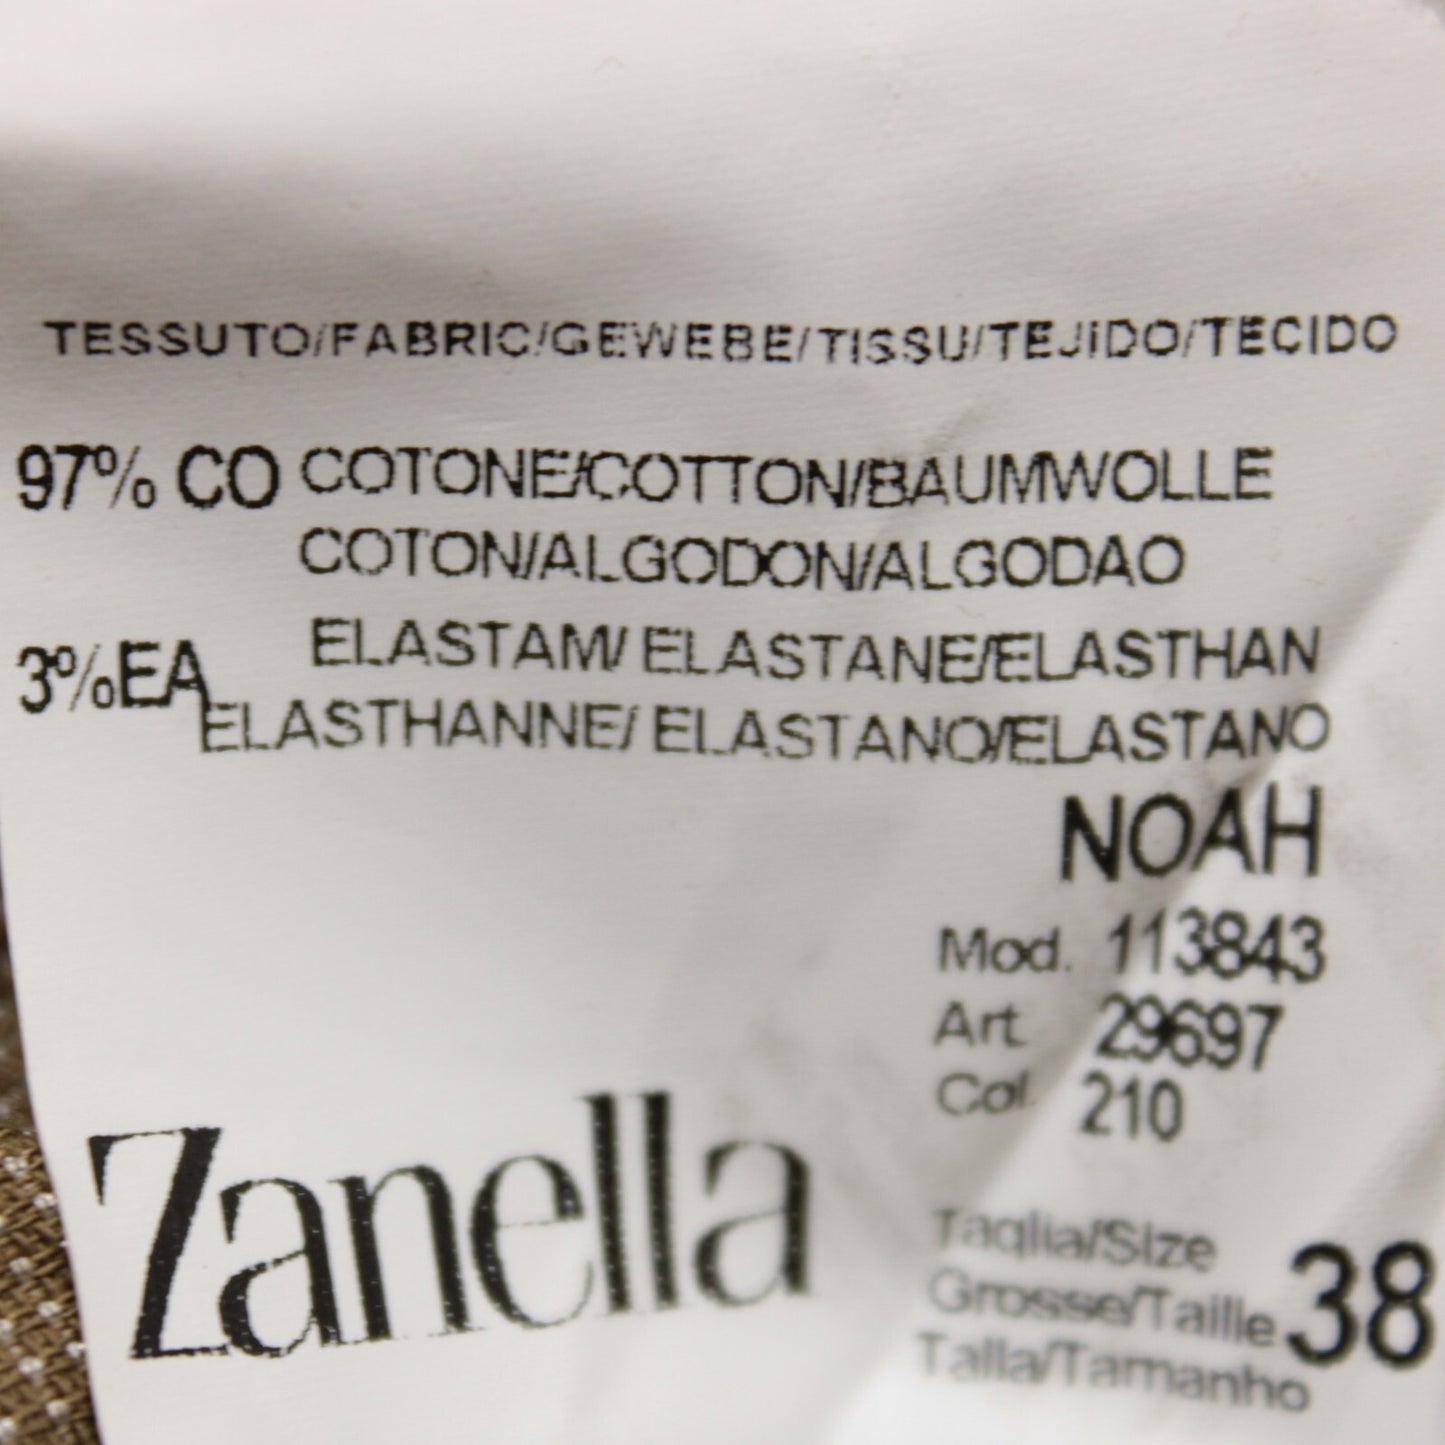 TESSUTO/FABRIC/GEWEBE/TISSU/TEJIDO/TECIDO
97% CO COTONE/COTTON/BAUMWOLLE
COTON/ALGODON/ALGODAO
3%EA ELASTAM/ ELASTANE/ELASTHAN
ELASTHANNE/ ELASTANO/ELASTANO
NOAH
Mod. 113843
Art. 29697
Col. 210
Zanella
Taglia/Size
Grosse/Taille 38
Talla/Tamanho